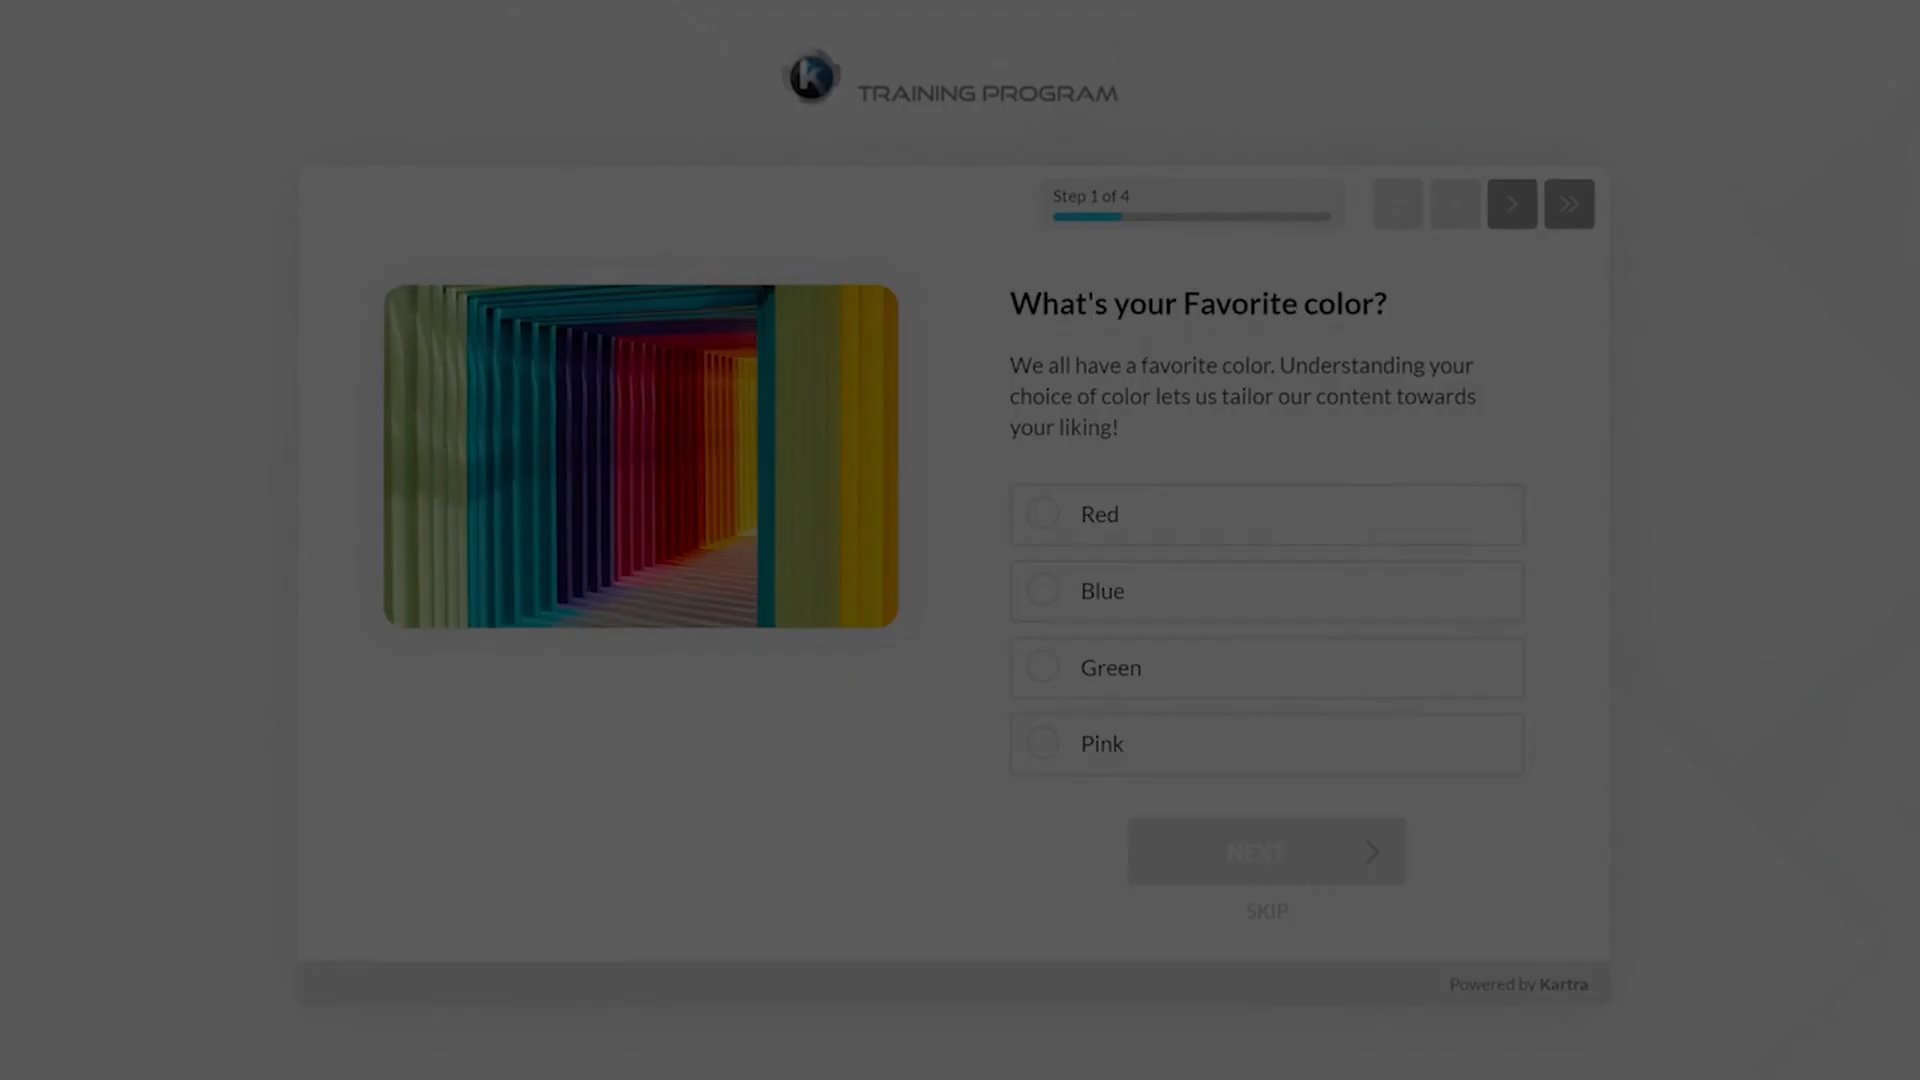 k
TRAINING PROGRAM
Step 1 of 4
What's your Favorite color?
We all have a favorite color. Understanding your
choice of color lets us tailor our content towards
your liking!
Red
Blue
Green
Pink
NEXT
SKIP
Powered by Kartra